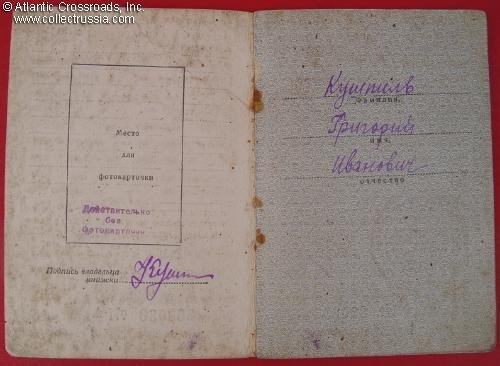 © Atlantic Crossroads, Inc.
www.collectrussia.com
Место
для
фотокарточки
Действительно
без
фотокарточки
Подпись владельца
книжки
фамилия
Григорий
имя
Иванович
отчество